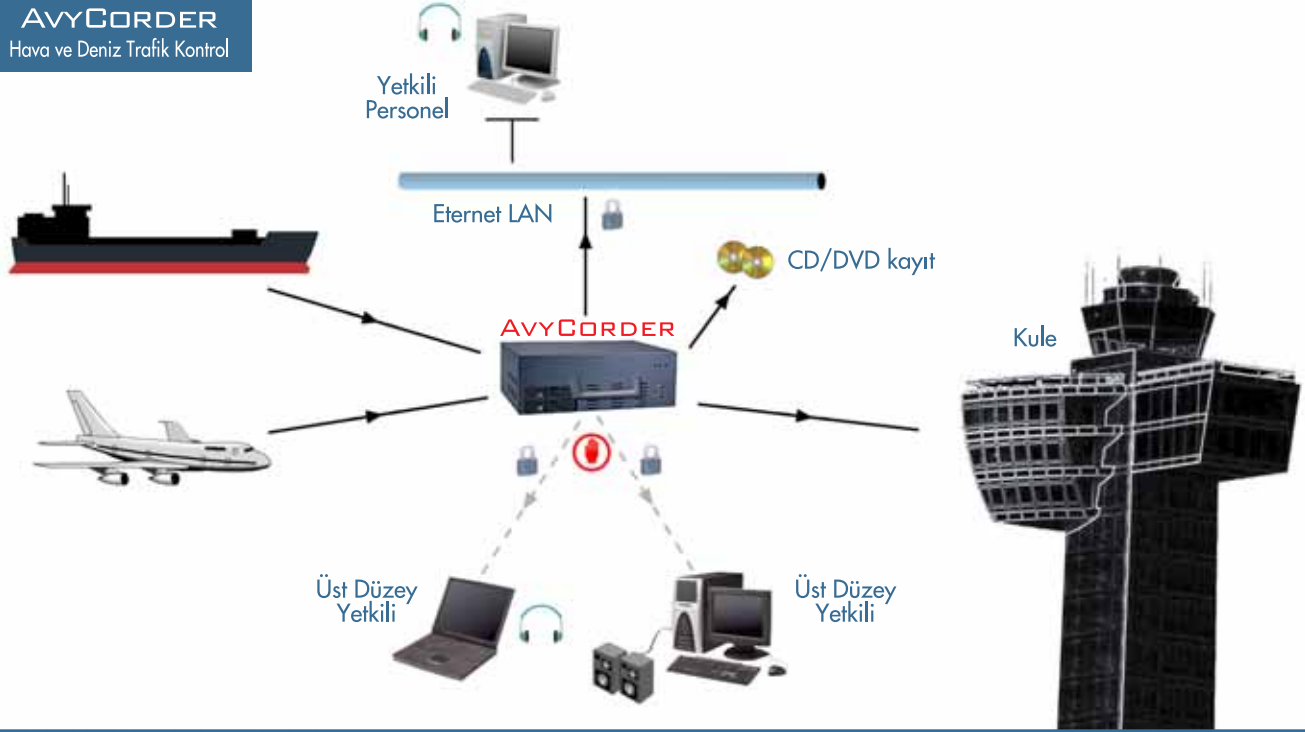 AVYCORDER
Hava ve Deniz Trafik Kontrol
Yetkili
Personel
Eternet LAN
CD/DVD kayıt
AVYCORDER
Kule
Üst Düzey
Yetkili
Üst Düzey
Yetkili